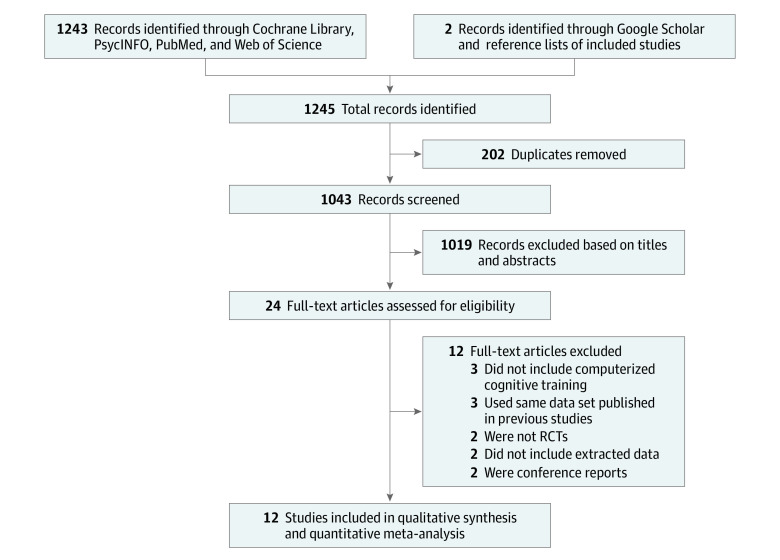 1243 Records identified through Cochrane Library,
PsycINFO, PubMed, and Web of Science
2 Records identified through Google Scholar
and reference lists of included studies
1245 Total records identified
202 Duplicates removed
1043 Records screened
1019 Records excluded based on titles
and abstracts
24 Full-text articles assessed for eligibility
12 Full-text articles excluded
3 Did not include computerized
cognitive training
3 Used same data set published
in previous studies
2 Were not RCTs
2 Did not include extracted data
2 Were conference reports
12 Studies included in qualitative synthesis
and quantitative meta-analysis